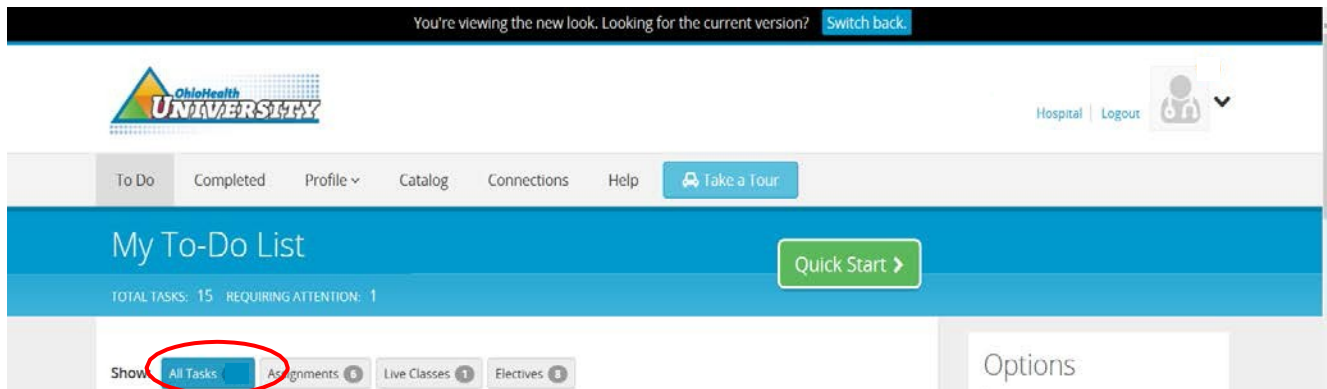 You're viewing the new look. Looking for the current version? Switch back.
OhioHealth
UNIVERSITY
Hospital Logout
To Do Completed Profile Catalog Connections Help Take a Tour
My To-Do List
Quick Start
TOTAL TASKS: 15 REQUIRING ATTENTION: 1
Show All Tasks Assignments 6 Live Classes 1 Electives 8
Options